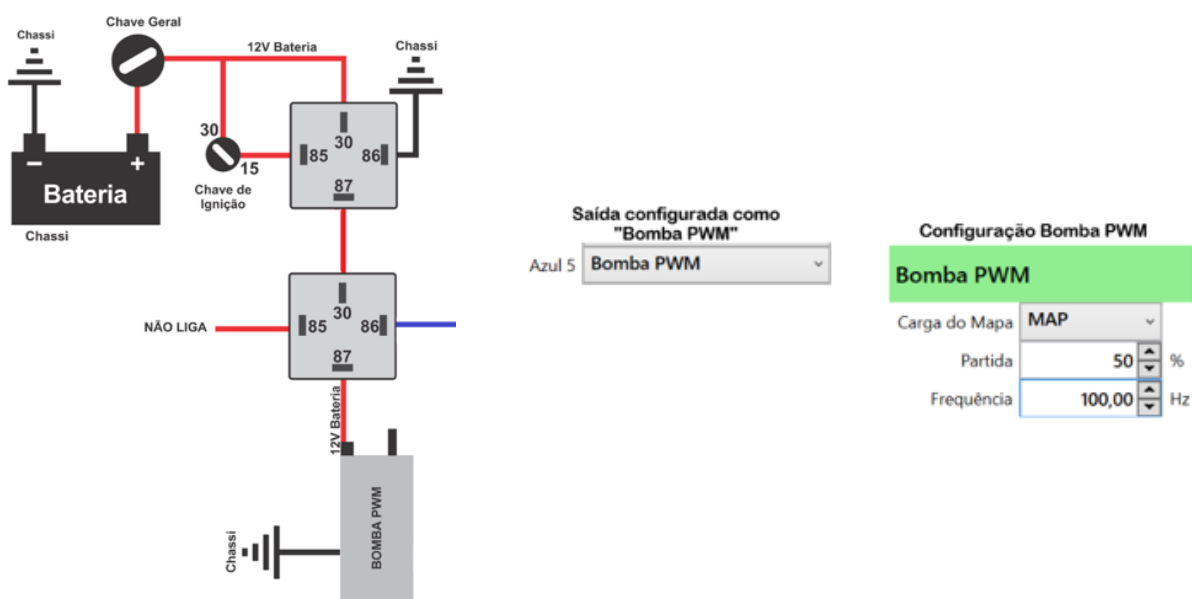 Chave Geral
Chassi
12V Bateria
Chassi
30
15
Chave de
Ignição
30
85
86
87
Bateria
Chassi
NÃO LIGA
30
85
86
87
12V Bateria
BOMBA PWM
Chassi
Saída configurada como
"Bomba PWM"
Azul 5 Bomba PWM
Configuração Bomba PWM
Bomba PWM
Carga do Mapa MAP
Partida 50 %
Frequência 100,00 Hz